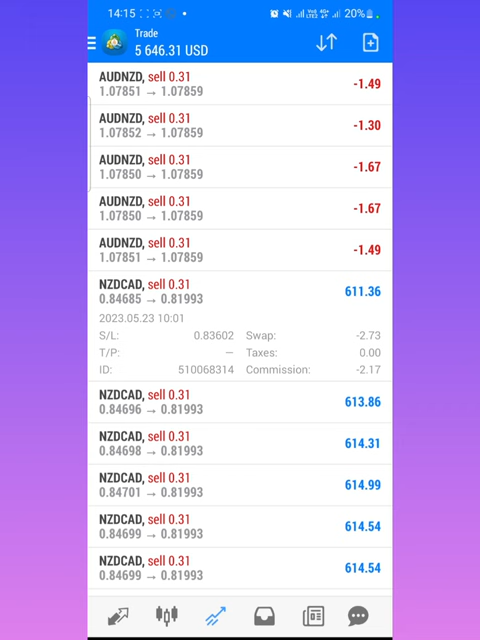 14:15
20%
Trade
5 646.31 USD
AUDNZD, sell 0.31
1.07851 → 1.07859
-1.49
AUDNZD, sell 0.31
1.07852 → 1.07859
-1.30
AUDNZD, sell 0.31
1.07850 → 1.07859
-1.67
AUDNZD, sell 0.31
1.07850 → 1.07859
-1.67
AUDNZD, sell 0.31
1.07851 → 1.07859
-1.49
NZDCAD, sell 0.31
0.84685 → 0.81993
611.36
2023.05.23 10:01
S/L: 0.83602 Swap: -2.73
T/P: – Taxes: 0.00
ID: 510068314 Commission: -2.17
NZDCAD, sell 0.31
0.84696 → 0.81993
613.86
NZDCAD, sell 0.31
0.84698 → 0.81993
614.31
NZDCAD, sell 0.31
0.84701 → 0.81993
614.99
NZDCAD, sell 0.31
0.84699 → 0.81993
614.54
NZDCAD, sell 0.31
0.84699 → 0.81993
614.54